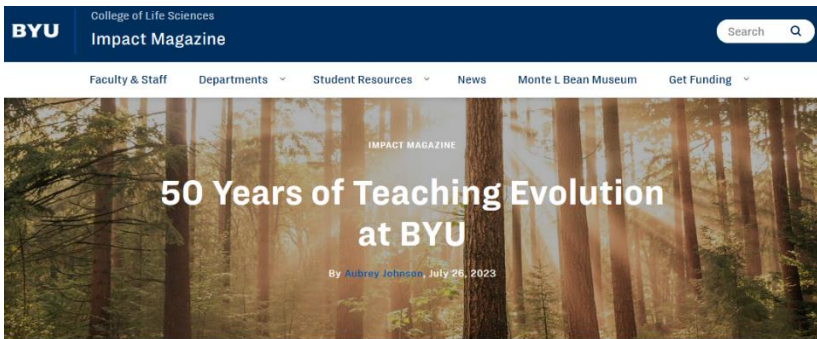 BYU
College of Life Sciences
Impact Magazine
Search
Faculty & Staff
Departments
Student Resources
News
Monte L Bean Museum
Get Funding
IMPACT MAGAZINE
50 Years of Teaching Evolution
at BYU
By Aubrey Johnson, July 26, 2023